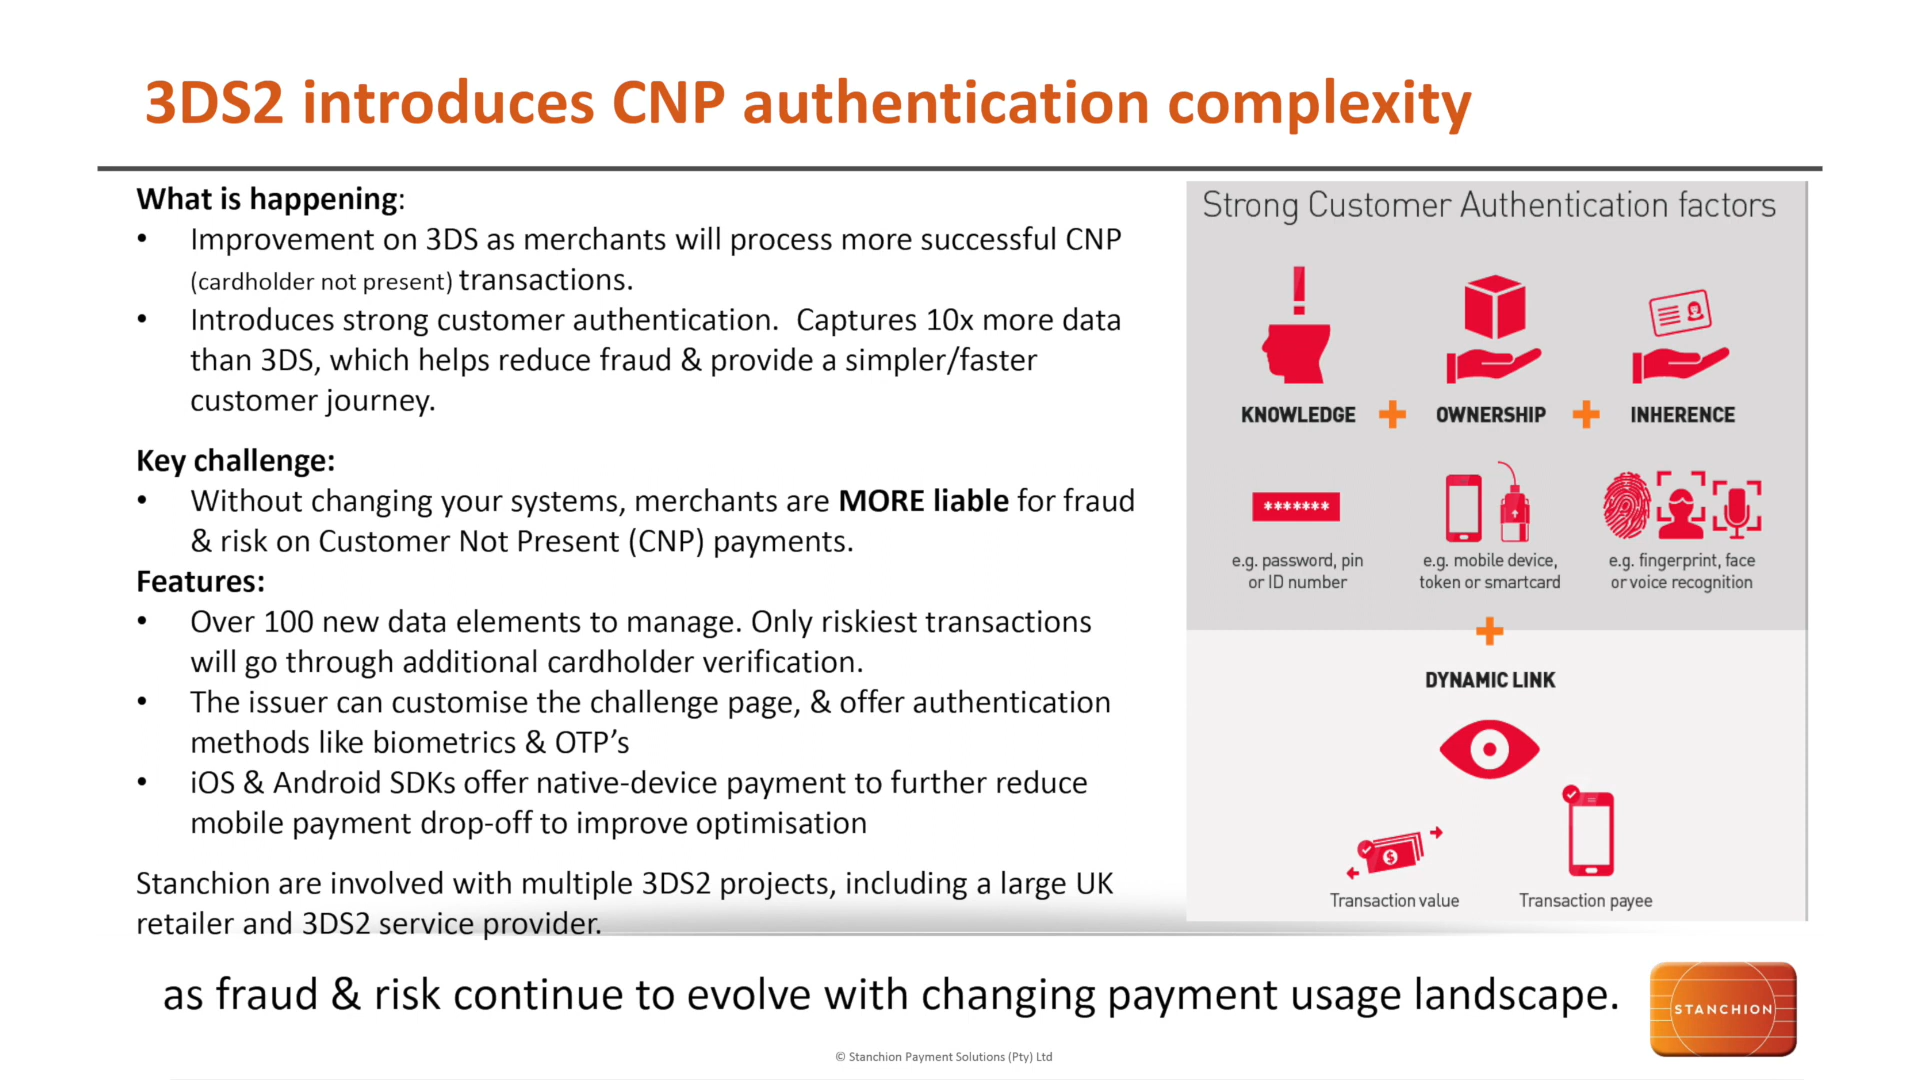 3DS2 introduces CNP authentication complexity
What is happening:
• Improvement on 3DS as merchants will process more successful CNP
(cardholder not present) transactions.
• Introduces strong customer authentication.  Captures 10x more data
than 3DS, which helps reduce fraud & provide a simpler/faster
customer journey.
Key challenge:
• Without changing your systems, merchants are MORE liable for fraud
& risk on Customer Not Present (CNP) payments.
Features:
• Over 100 new data elements to manage. Only riskiest transactions
will go through additional cardholder verification.
• The issuer can customise the challenge page, & offer authentication
methods like biometrics & OTP’s
• iOS & Android SDKs offer native-device payment to further reduce
mobile payment drop-off to improve optimisation
Stanchion are involved with multiple 3DS2 projects, including a large UK
retailer and 3DS2 service provider.
Strong Customer Authentication factors
KNOWLEDGE + OWNERSHIP + INHERENCE
*******
e.g. password, pin
or ID number
e.g. mobile device,
token or smartcard
e.g. fingerprint, face
or voice recognition
+
DYNAMIC LINK
$
Transaction value
Transaction payee
as fraud & risk continue to evolve with changing payment usage landscape.
STANCHION
© Stanchion Payment Solutions (Pty) Ltd